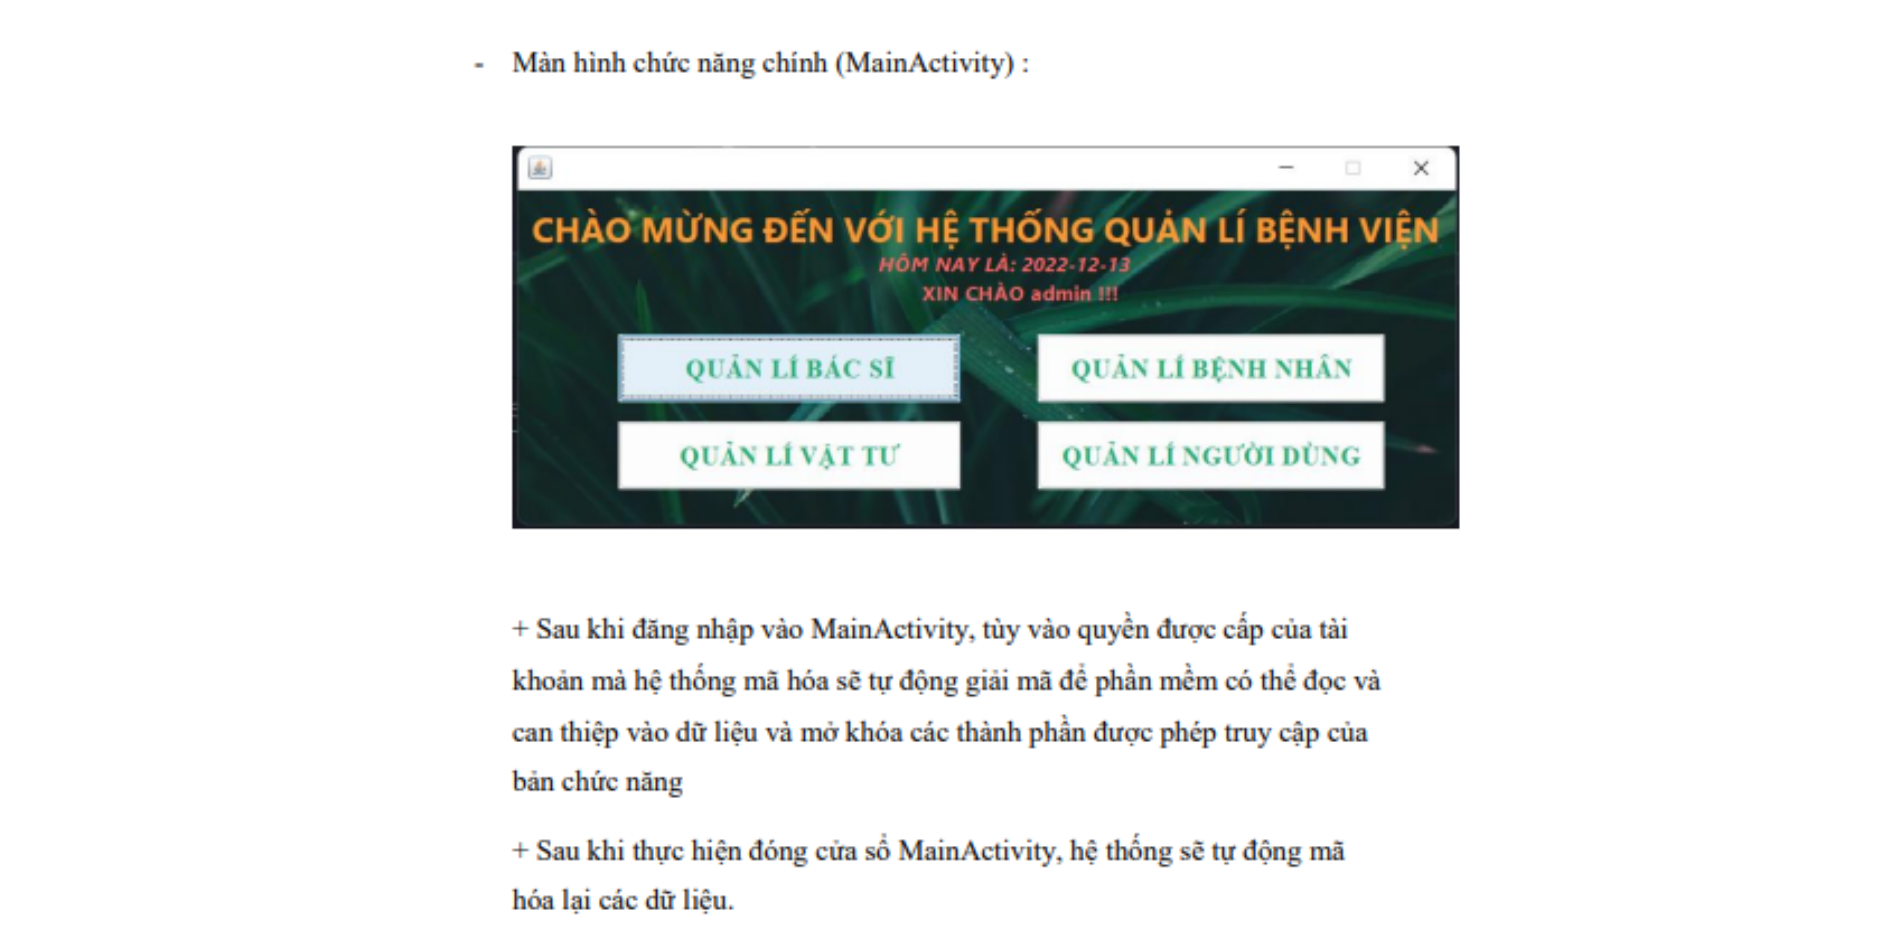 - Màn hình chức năng chính (MainActivity) :
CHÀO MỪNG ĐẾN VỚI HỆ THỐNG QUẢN LÍ BỆNH VIỆN
HÔM NAY LÀ: 2022-12-13
XIN CHÀO admin !!!
QUẢN LÍ BÁC SĨ
QUẢN LÍ BỆNH NHÂN
QUẢN LÍ VẬT TƯ
QUẢN LÍ NGƯỜI DÙNG
+ Sau khi đăng nhập vào MainActivity, tùy vào quyền được cấp của tài
khoản mà hệ thống mã hóa sẽ tự động giải mã để phần mềm có thể đọc và
can thiệp vào dữ liệu và mở khóa các thành phần được phép truy cập của
bản chức năng
+ Sau khi thực hiện đóng cửa sổ MainActivity, hệ thống sẽ tự động mã
hóa lại các dữ liệu.